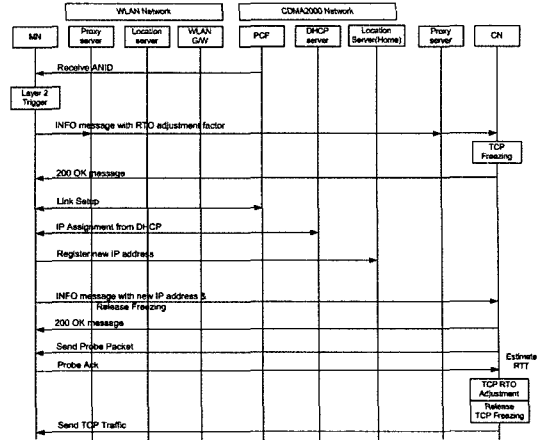 WLAN Network
CDMA2000 Network
MN
Proxy server
Location server
WLAN G/W
PCF
DHCP server
Location Server(Home)
Proxy server
CN
Receive ANID
Layer 2 Trigger
INFO message with RTO adjustment factor
TCP Freezing
200 OK message
Link Setup
IP Assignment from DHCP
Register new IP address
INFO message with new IP address &
Release Freezing
200 OK message
Send Probe Packet
Estimate RTT
Probe Ack
TCP RTO Adjustment
Release TCP Freezing
Send TCP Traffic